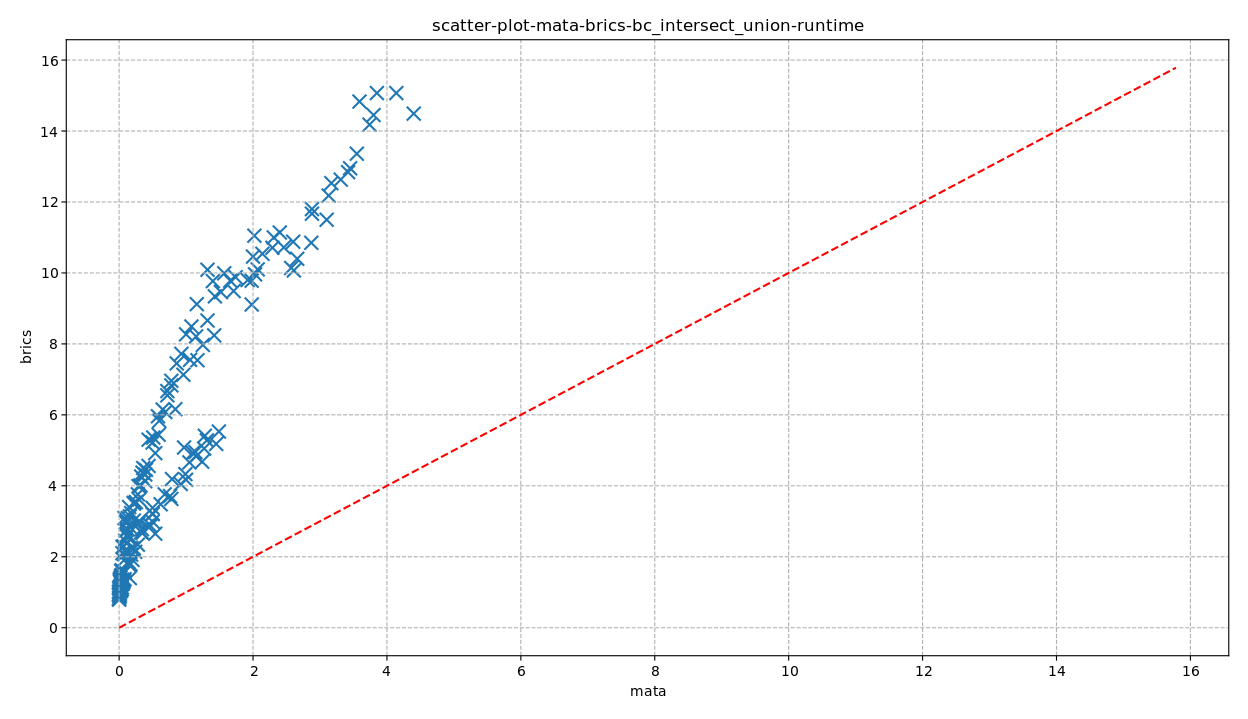 scatter-plot-mata-brics-bc_intersect_union-runtime
16
14
12
10
8
6
4
2
0
brics
0 2 4 6 8 10 12 14 16
mata